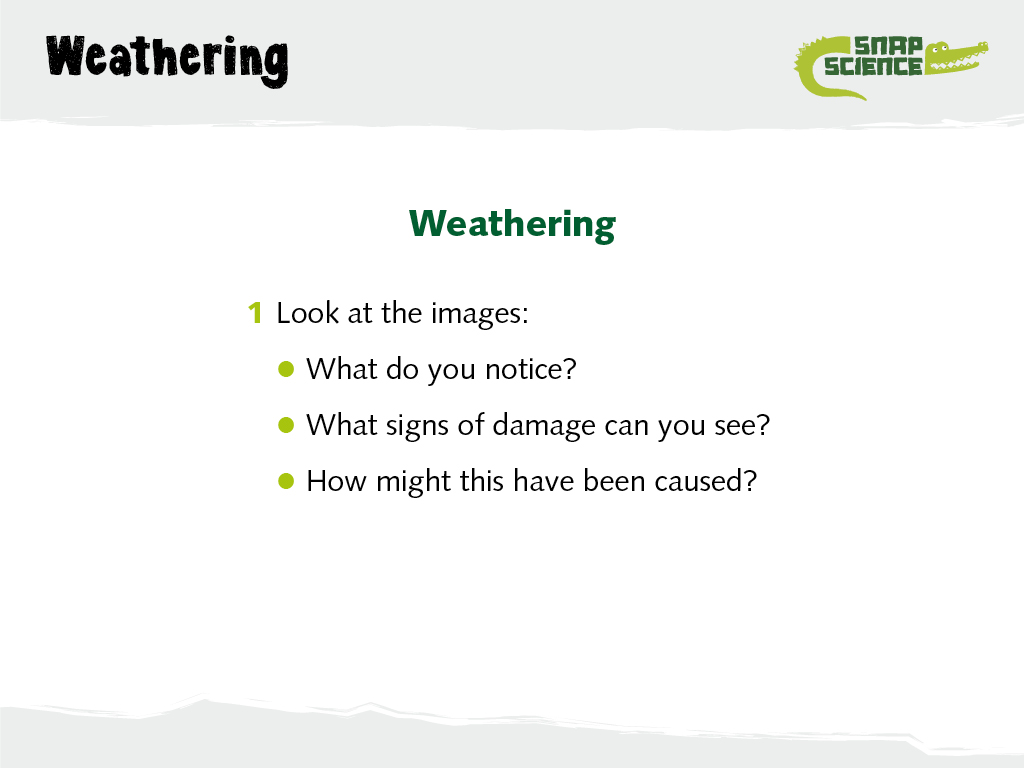 Weathering
SNAP
SCIENCE
Weathering
1 Look at the images:
● What do you notice?
● What signs of damage can you see?
● How might this have been caused?